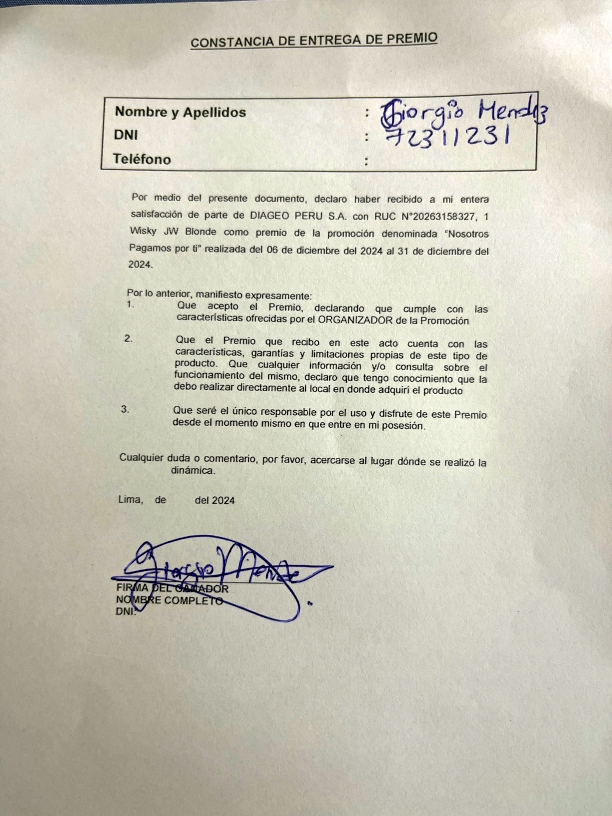 CONSTANCIA DE ENTREGA DE PREMIO
Nombre y Apellidos : Giorgio Mendez
DNI : 72311231
Teléfono :
Por medio del presente documento, declaro haber recibido a mi entera
satisfacción de parte de DIAGEO PERU S.A. con RUC N°20263158327, 1
Wisky JW Blonde como premio de la promoción denominada "Nosotros
Pagamos por ti" realizada del 06 de diciembre del 2024 al 31 de diciembre del
2024.
Por lo anterior, manifiesto expresamente:
1. Que acepto el Premio, declarando que cumple con las
características ofrecidas por el ORGANIZADOR de la Promoción
2. Que el Premio que recibo en este acto cuenta con las
características, garantías y limitaciones propias de este tipo de
producto. Que cualquier información y/o consulta sobre el
funcionamiento del mismo, declaro que tengo conocimiento que la
debo realizar directamente al local en donde adquirí el producto
3. Que seré el único responsable por el uso y disfrute de este Premio
desde el momento mismo en que entre en mi posesión.
Cualquier duda o comentario, por favor, acercarse al lugar dónde se realizó la
dinámica.
Lima, de del 2024
Giorgio Mendez
FIRMA DEL GANADOR
NOMBRE COMPLETO
DNI: